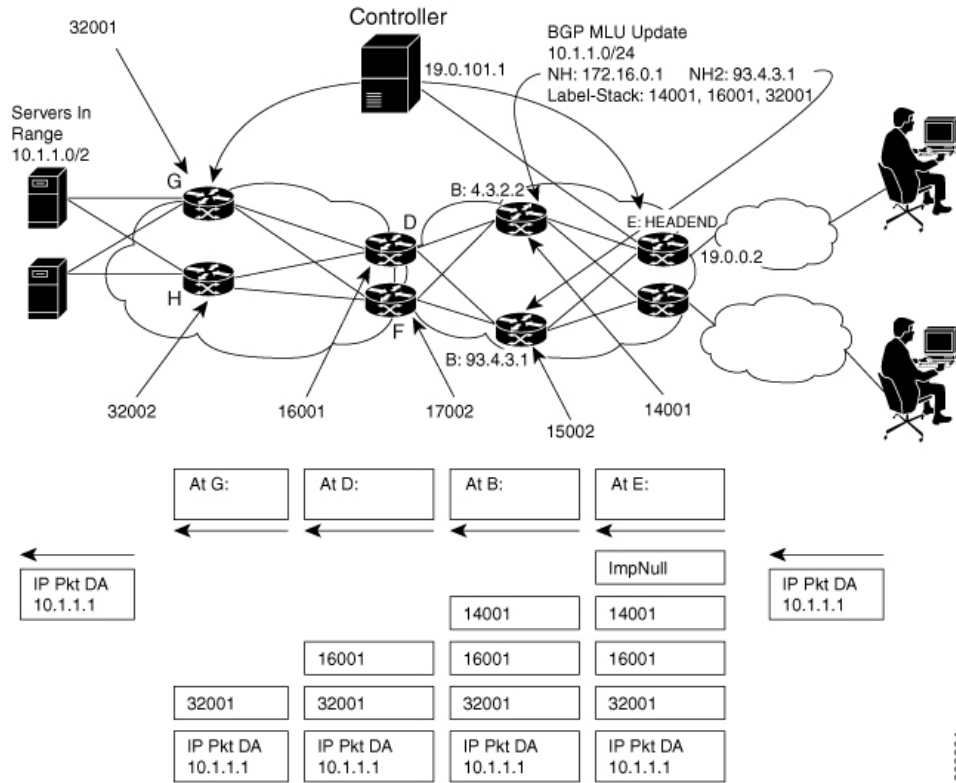 Controller
32001
BGP MLU Update
10.1.1.0/24
NH: 172.16.0.1 NH2: 93.4.3.1
Label-Stack: 14001, 16001, 32001
19.0.101.1
Servers In
Range
10.1.1.0/2
G
B: 4.3.2.2
D
E: HEADEND
19.0.0.2
H
F
B: 93.4.3.1
32002
16001
17002
15002
14001
At G:
At D:
At B:
At E:
ImpNull
IP Pkt DA
10.1.1.1
14001
14001
IP Pkt DA
10.1.1.1
16001
16001
16001
32001
32001
32001
32001
IP Pkt DA
10.1.1.1
IP Pkt DA
10.1.1.1
IP Pkt DA
10.1.1.1
IP Pkt DA
10.1.1.1